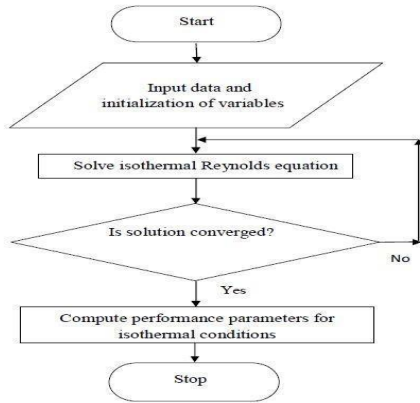 Start
Input data and
initialization of variables
Solve isothermal Reynolds equation
Is solution converged?
No
Yes
Compute performance parameters for
isothermal conditions
Stop